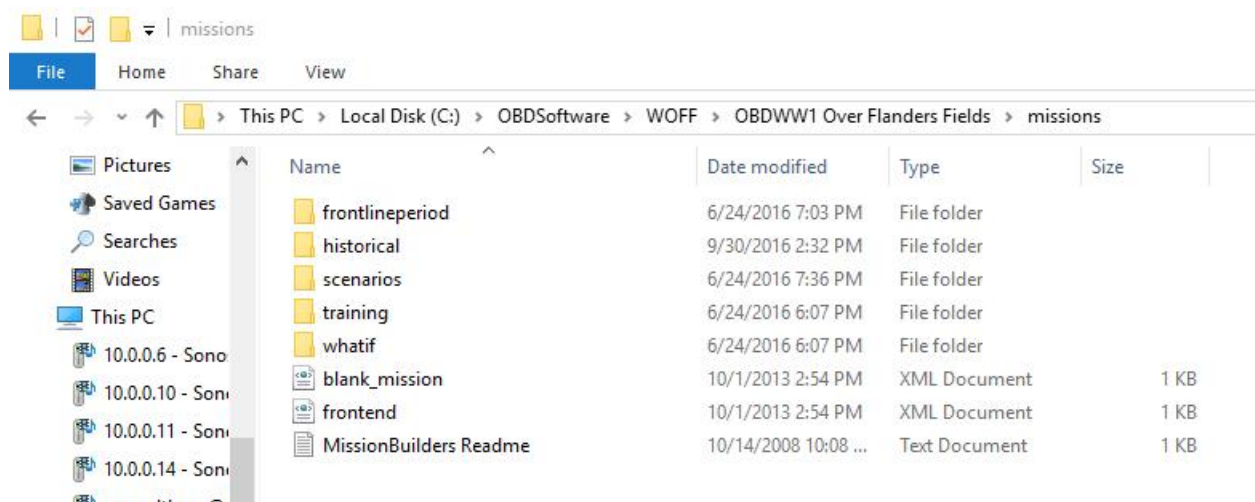 missions
File Home Share View
This PC > Local Disk (C:) > OBDSoftware > WOFF > OBDWW1 Over Flanders Fields > missions
Pictures Name Date modified Type Size
Saved Games frontlineperiod 6/24/2016 7:03 PM File folder
Searches historical 9/30/2016 2:32 PM File folder
Videos scenarios 6/24/2016 7:36 PM File folder
This PC training 6/24/2016 6:07 PM File folder
10.0.0.6 - Sono whatif 6/24/2016 6:07 PM File folder
10.0.0.10 - Son blank_mission 10/1/2013 2:54 PM XML Document 1 KB
10.0.0.11 - Son frontend 10/1/2013 2:54 PM XML Document 1 KB
10.0.0.14 - Son MissionBuilders Readme 10/14/2008 10:08 ... Text Document 1 KB